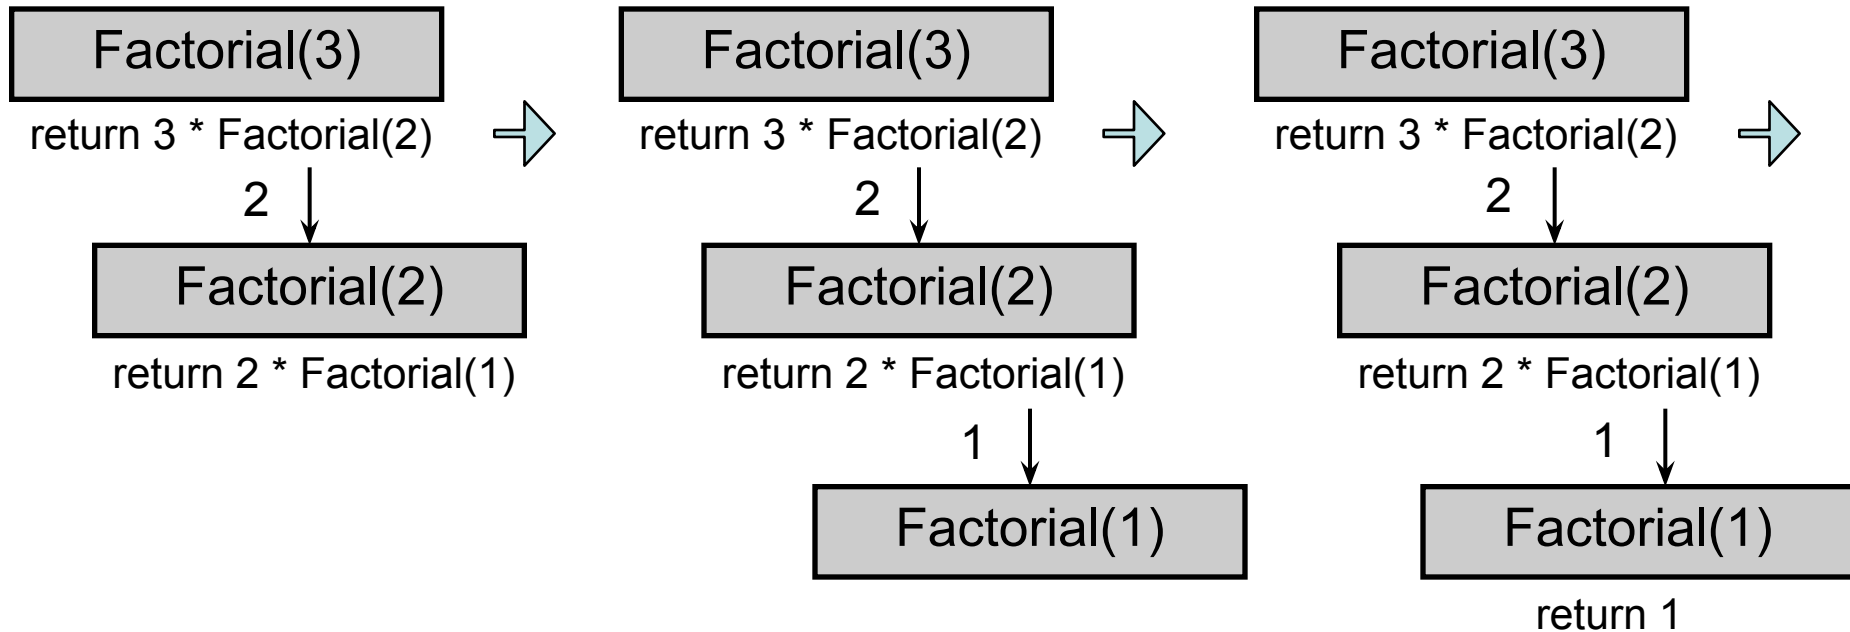 Factorial(3)
return 3 * Factorial(2)
2
Factorial(2)
return 2 * Factorial(1)
Factorial(3)
return 3 * Factorial(2)
2
Factorial(2)
return 2 * Factorial(1)
1
Factorial(1)
Factorial(3)
return 3 * Factorial(2)
2
Factorial(2)
return 2 * Factorial(1)
1
Factorial(1)
return 1